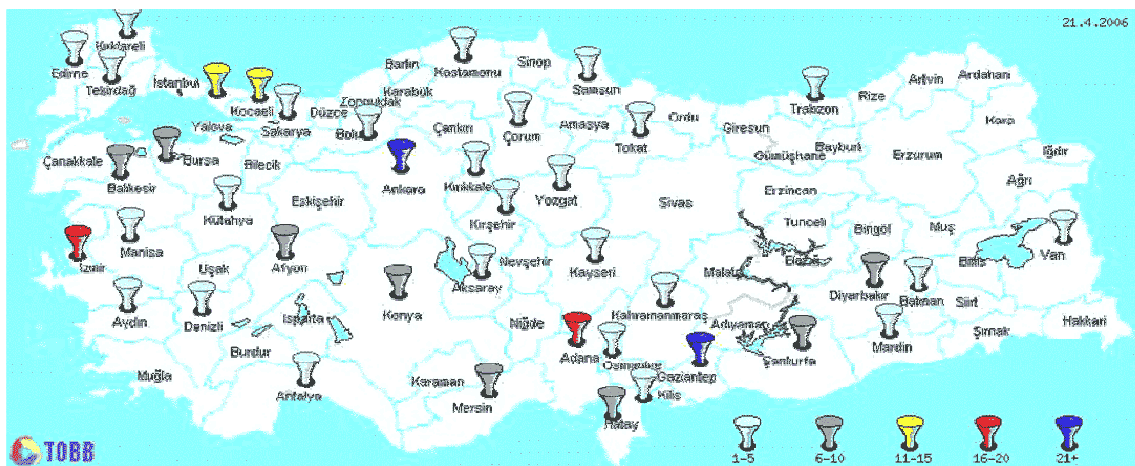 21.4.2006
Kırklareli
Edirne
Tekirdağ
İstanbul
Kocaeli
Yalova
Sakarya
Düzce
Zonguldak
Bartın
Karabük
Kastamonu
Sinop
Samsun
Bolu
Çankırı
Çorum
Amasya
Tokat
Ordu
Giresun
Trabzon
Rize
Artvin
Ardahan
Kars
Iğdır
Ağrı
Gümüşhane
Bayburt
Erzurum
Erzincan
Çanakkale
Balıkesir
Bursa
Bilecik
Kütahya
Eskişehir
Ankara
Kırıkkale
Kırşehir
Yozgat
Sivas
Tunceli
Bingöl
Muş
Bitlis
Van
İzmir
Manisa
Uşak
Afyon
Konya
Aksaray
Nevşehir
Kayseri
Malatya
Elazığ
Diyarbakır
Batman
Siirt
Şırnak
Hakkari
Aydın
Denizli
Isparta
Burdur
Muğla
Antalya
Karaman
Mersin
Niğde
Adana
Osmaniye
Kahramanmaraş
Adıyaman
Gaziantep
Kilis
Şanlıurfa
Mardin
Hatay
TOBB
1-5 6-10 11-15 16-20 21+